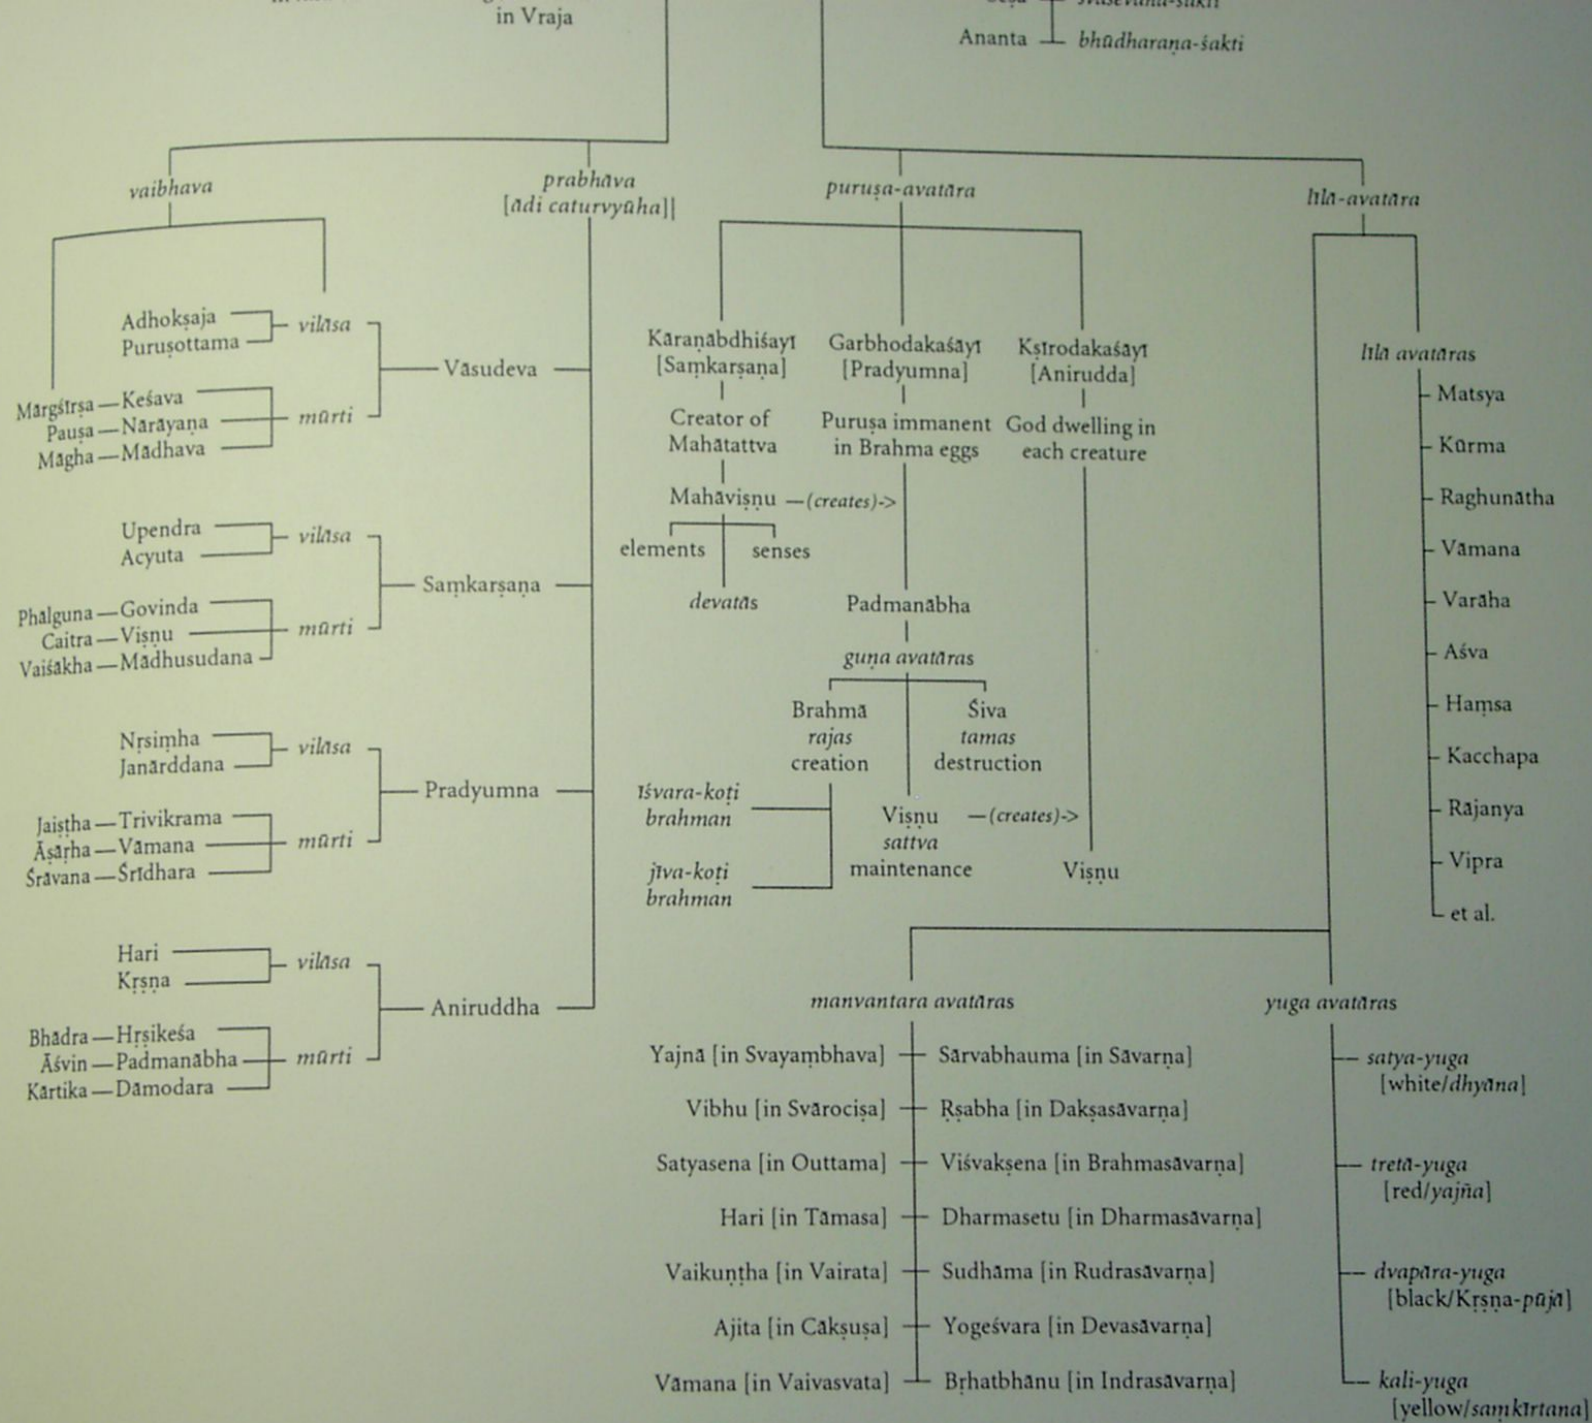 in Vraja
Ananta bhūdharaṇa-śakti
vaibhava
prabhāva
[ādi caturvyūha]]
Adhokṣaja
Puruṣottama
vilāsa
Vāsudeva
Mārgśīrṣa—Keśava
Pauṣa—Nārāyaṇa
Māgha—Mādhava
mūrti
Upendra
Acyuta
vilāsa
Saṃkarṣaṇa
Phālguna—Govinda
Caitra—Viṣṇu
Vaiśākha—Mādhusudana
mūrti
Nṛsiṃha
Janārddana
vilāsa
Pradyumna
Jaiṣṭha—Trivikrama
Āṣāṛha—Vāmana
Śrāvana—Śrīdhara
mūrti
Hari
Kṛṣṇa
vilāsa
Aniruddha
Bhādra—Hṛṣikeśa
Āśvin—Padmanābha
Kārtika—Dāmodara
mūrti
puruṣa-avatāra
Kāraṇābdhiśayī
[Saṃkarṣaṇa]
Creator of
Mahātattva
Mahāviṣṇu —(creates)->
elements senses
devatās
Garbhodakaśāyī
[Pradyumna]
Puruṣa immanent
in Brahma eggs
Padmanābha
guṇa avatāras
Brahmā
rajas
creation
Śiva
tamas
destruction
īśvara-koṭi
brahman
jīva-koṭi
brahman
Viṣṇu —(creates)->
sattva
maintenance
Kṣīrodakaśāyī
[Anirudda]
God dwelling in
each creature
Viṣṇu
līlā-avatāra
līlā avatāras
Matsya
Kūrma
Raghunātha
Vāmana
Varāha
Aśva
Haṃsa
Kacchapa
Rājanya
Vipra
et al.
manvantara avatāras
Yajnā [in Svayaṃbhava] Sārvabhauma [in Sāvarṇa]
Vibhu [in Svārociṣa] Ṛṣabha [in Dakṣasāvarṇa]
Satyasena [in Outtama] Viśvakṣena [in Brahmasāvarṇa]
Hari [in Tāmasa] Dharmasetu [in Dharmasāvarṇa]
Vaikuṇṭha [in Vairata] Sudhāma [in Rudrasāvarṇa]
Ajita [in Cākṣuṣa] Yogeśvara [in Devasāvarṇa]
Vāmana [in Vaivasvata] Bṛhatbhānu [in Indrasāvarṇa]
yuga avatāras
satya-yuga
[white/dhyāna]
tretā-yuga
[red/yajña]
dvapāra-yuga
[black/Kṛṣṇa-pūjā]
kali-yuga
[yellow/saṃkīrtana]